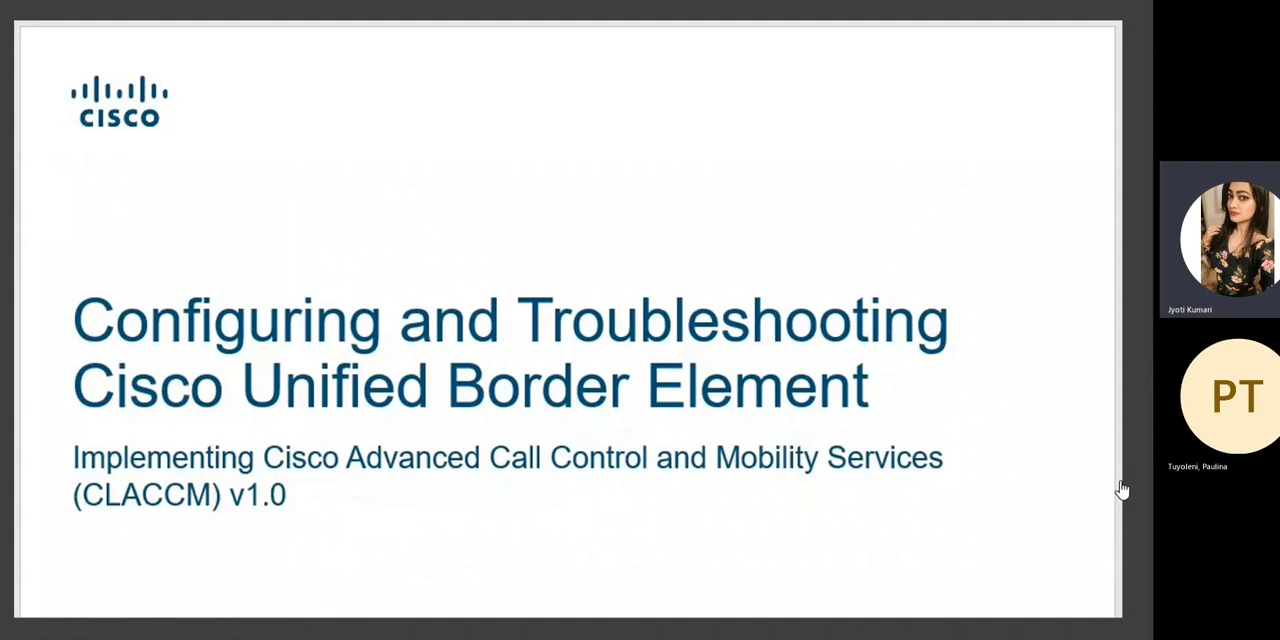 CISCO
Configuring and Troubleshooting
Cisco Unified Border Element
Implementing Cisco Advanced Call Control and Mobility Services
(CLACCM) v1.0
Jyoti Kumari
PT
Tuyoleni, Paulina